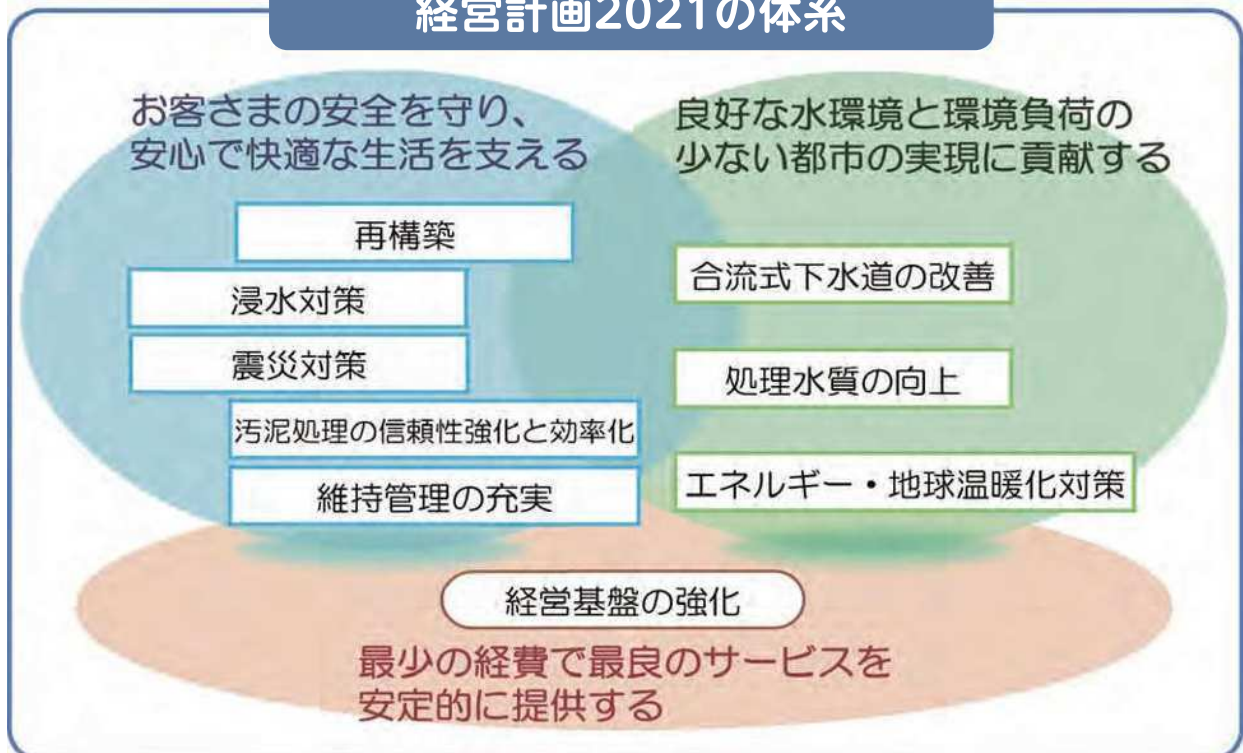 経営計画2021の体系
お客さまの安全を守り、
安心で快適な生活を支える
再構築
浸水対策
震災対策
汚泥処理の信頼性強化と効率化
維持管理の充実
良好な水環境と環境負荷の
少ない都市の実現に貢献する
合流式下水道の改善
処理水質の向上
エネルギー・地球温暖化対策
経営基盤の強化
最少の経費で最良のサービスを
安定的に提供する